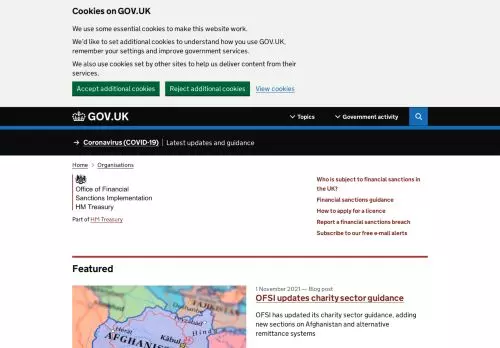 Cookies on GOV.UK
We use some essential cookies to make this website work.
We'd like to set additional cookies to understand how you use GOV.UK,
remember your settings and improve government services.
We also use cookies set by other sites to help us deliver content from their
services.
Accept additional cookies
Reject additional cookies
View cookies
GOV.UK
Topics
Government activity
→ Coronavirus (COVID-19) | Latest updates and guidance
Home > Organisations
Office of Financial
Sanctions Implementation
HM Treasury
Part of HM Treasury
Who is subject to financial sanctions in
the UK?
Financial sanctions guidance
How to apply for a licence
Report a financial sanctions breach
Subscribe to our free e-mail alerts
Featured
1 November 2021 — Blog post
OFSI updates charity sector guidance
OFSI has updated its charity sector guidance, adding
new sections on Afghanistan and alternative
remittance systems
TAJIKISTAN
Dushanbe
Herāt
Kābul
AFGHANIS